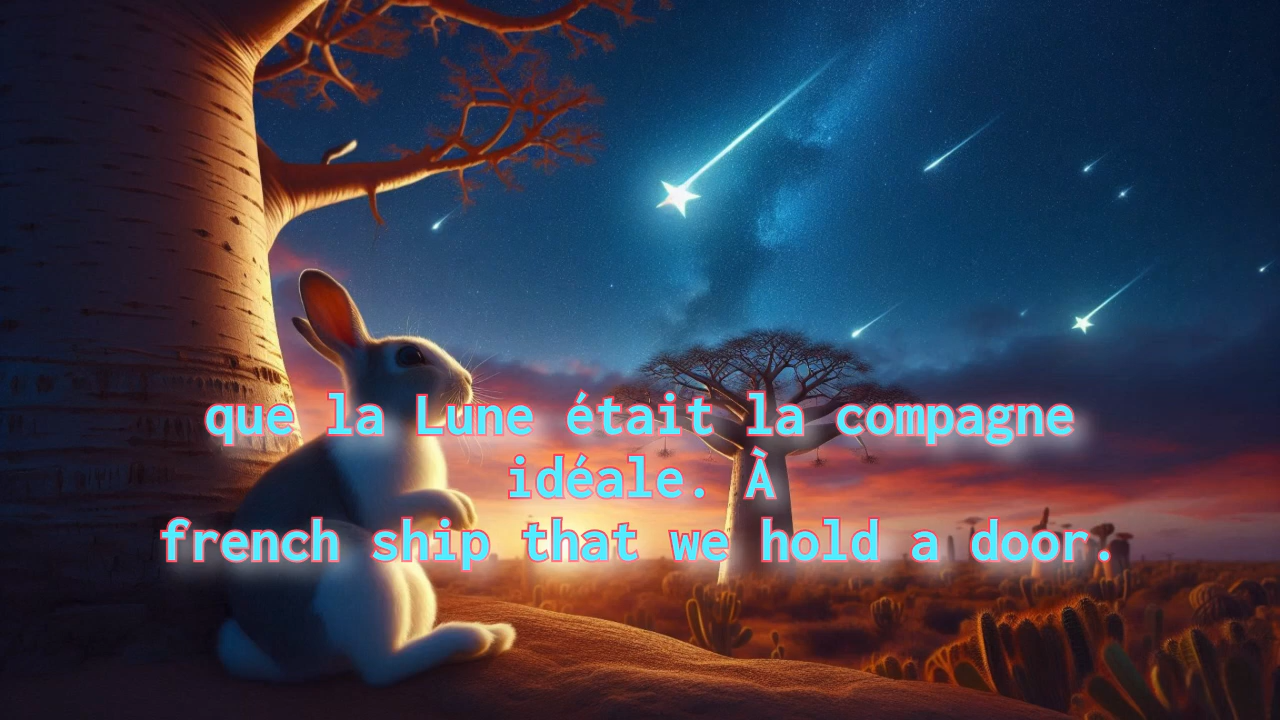 que la Lune était la compagne
idéale. À
french ship that we hold a door.